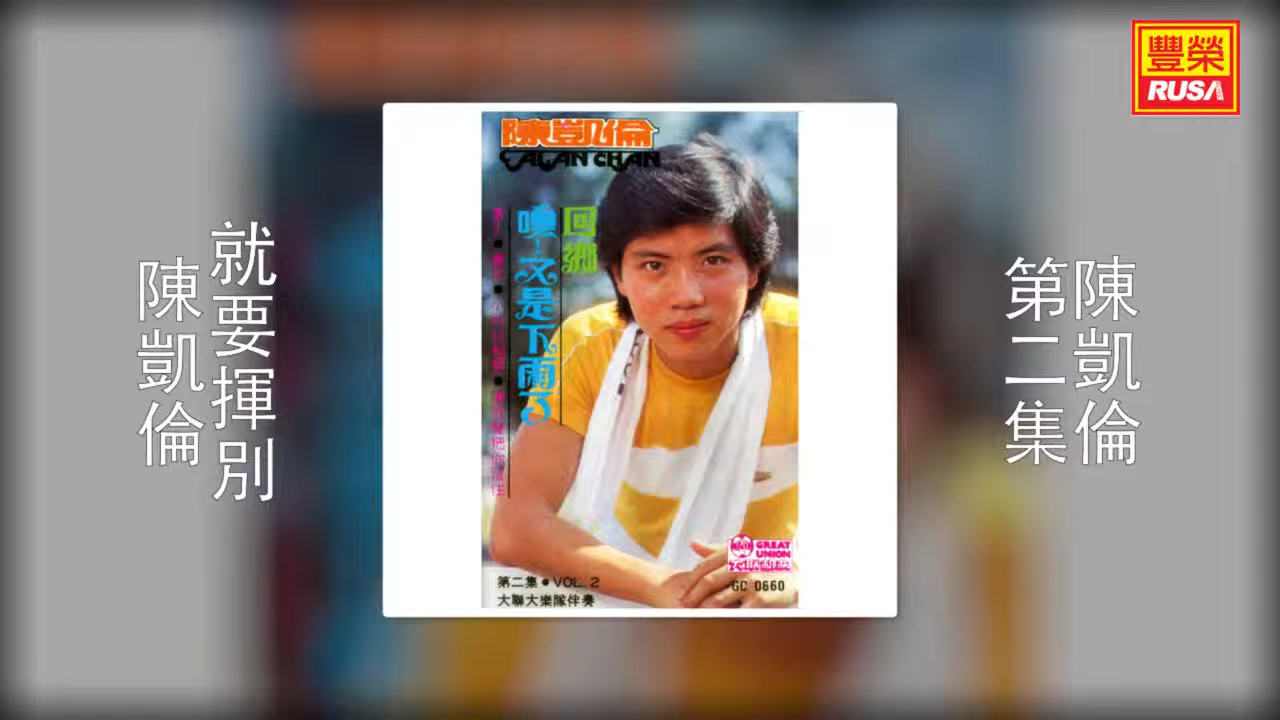 豐榮
RUSA
就要揮別
陳凱倫
陳凱倫
第二集
陳凱倫
ALAN CHAN
回鄉
噢!又是下雨了
GREAT
UNION
GC 0660
第二集●VOL. 2
大聯大樂隊伴奏